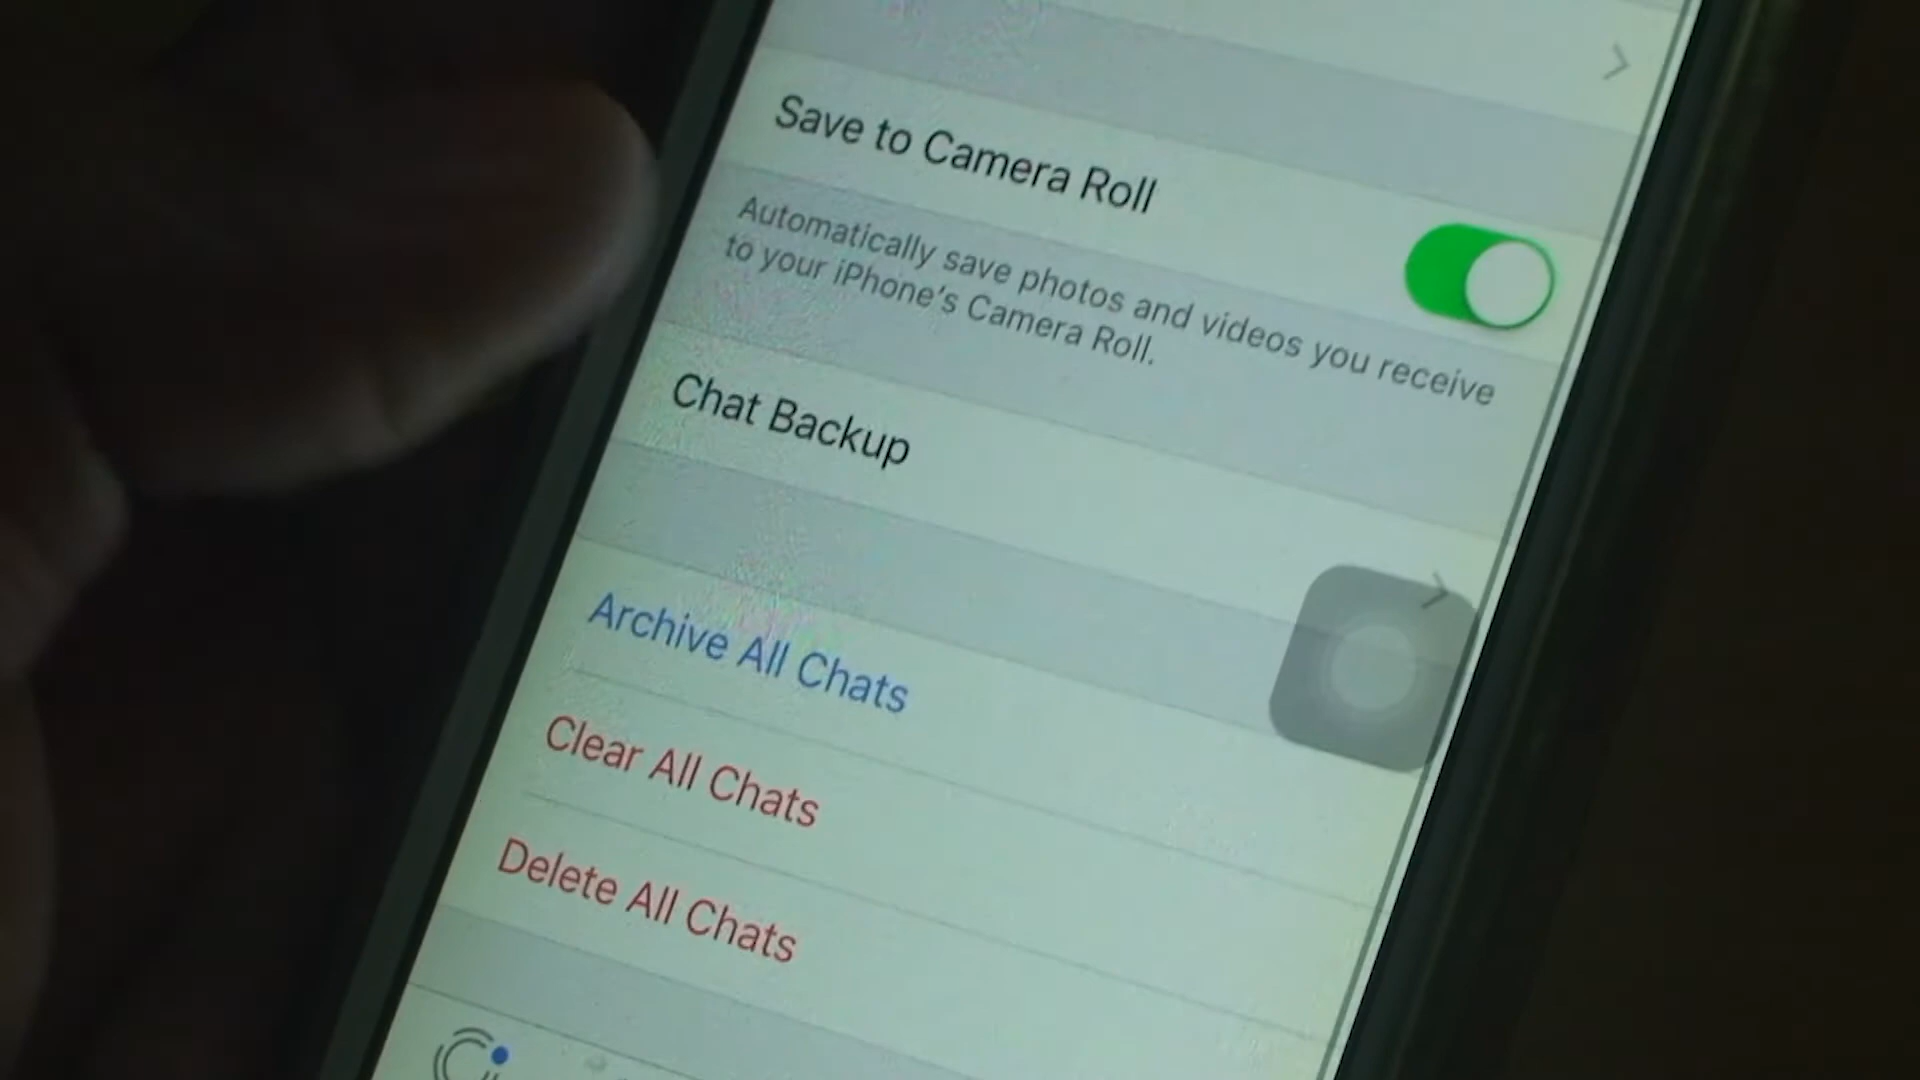 Save to Camera Roll
Automatically save photos and videos you receive
to your iPhone's Camera Roll.
Chat Backup
Archive All Chats
Clear All Chats
Delete All Chats